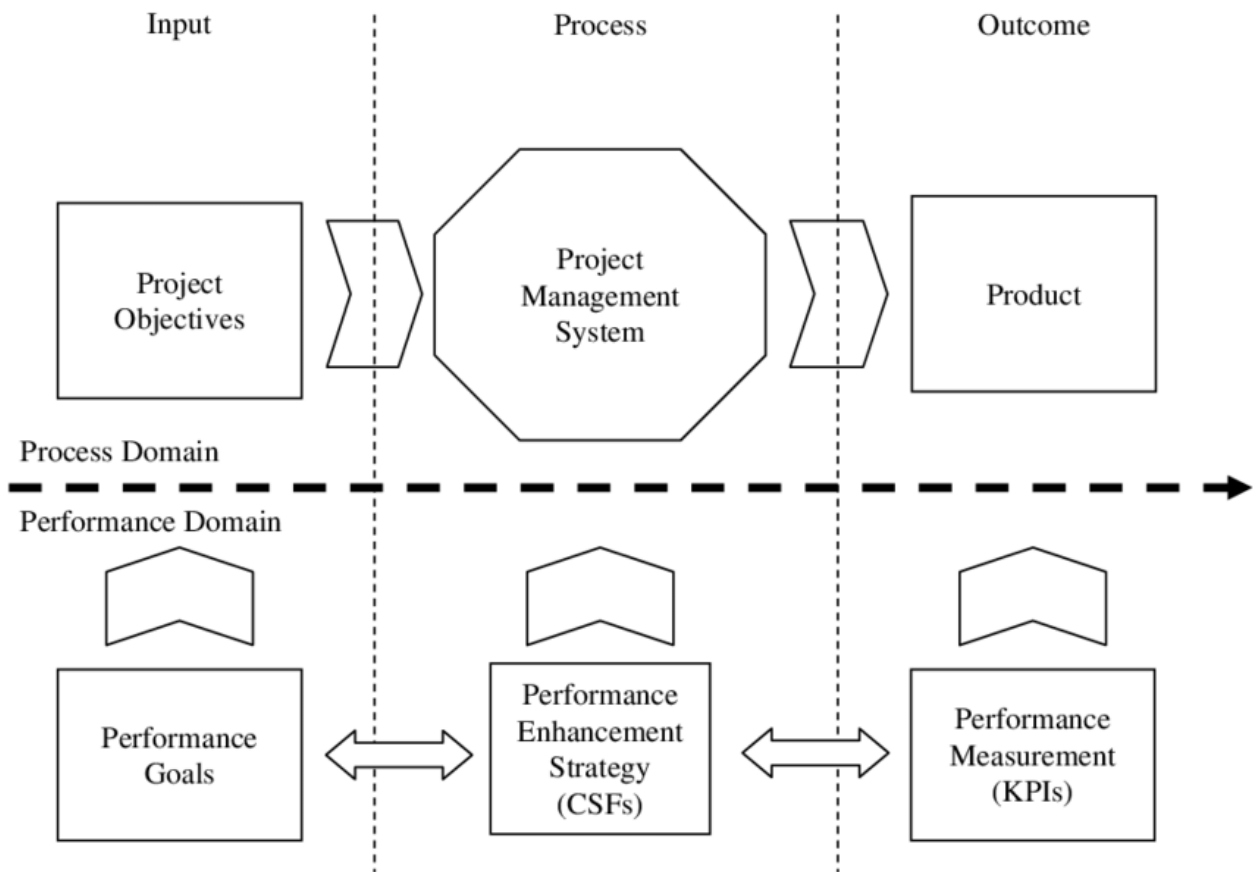 Input
Process
Outcome
Project
Objectives
Project
Management
System
Product
Process Domain
Performance Domain
Performance
Goals
Performance
Enhancement
Strategy
(CSFs)
Performance
Measurement
(KPIs)